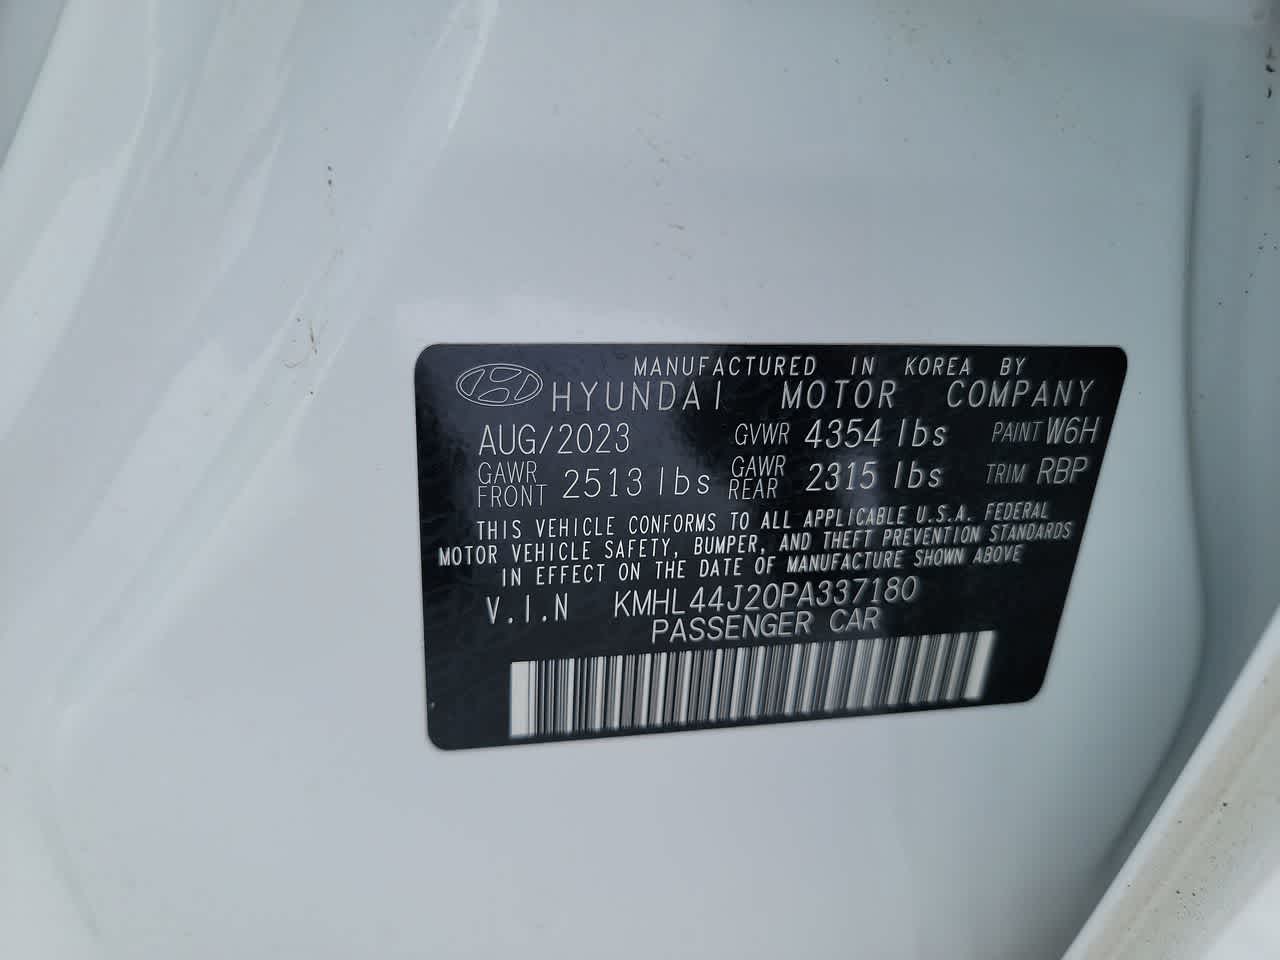 MANUFACTURED IN KOREA BY
HYUNDAI MOTOR COMPANY
AUG/2023 GVWR 4354 lbs PAINT W6H
GAWR FRONT 2513 lbs GAWR REAR 2315 lbs TRIM RBP
THIS VEHICLE CONFORMS TO ALL APPLICABLE U.S.A. FEDERAL
MOTOR VEHICLE SAFETY, BUMPER, AND THEFT PREVENTION STANDARDS
IN EFFECT ON THE DATE OF MANUFACTURE SHOWN ABOVE
V.I.N KMHL44J20PA337180
PASSENGER CAR